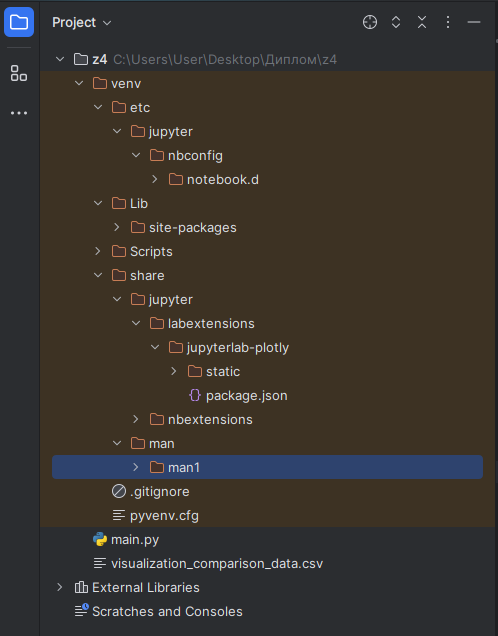 Project
z4 C:\Users\User\Desktop\Диплом\z4
venv
etc
jupyter
nbconfig
notebook.d
Lib
site-packages
Scripts
share
jupyter
labextensions
jupyterlab-plotly
static
package.json
nbextensions
man
man1
.gitignore
pyvenv.cfg
main.py
visualization_comparison_data.csv
External Libraries
Scratches and Consoles